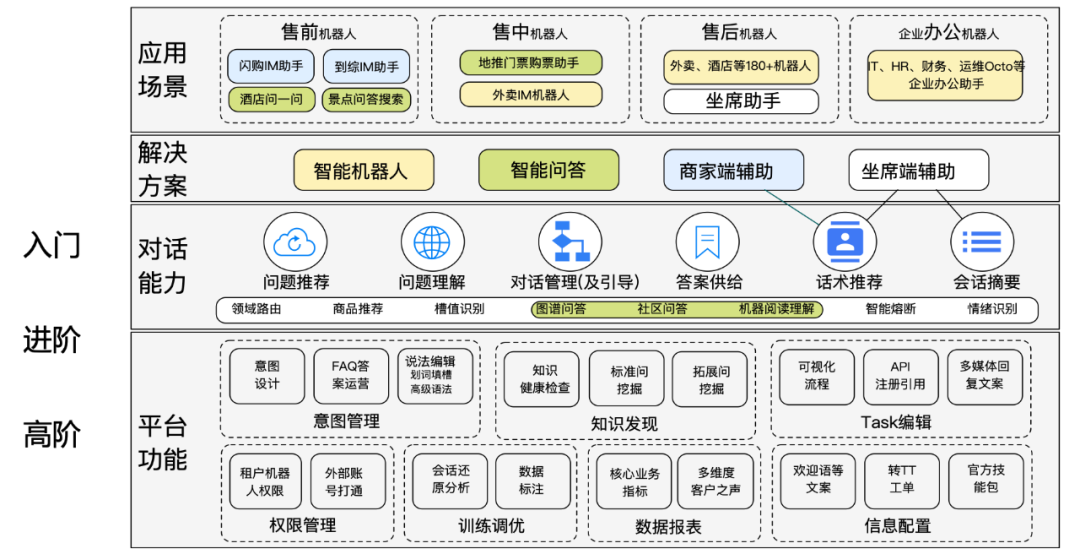 应用
场景
售前机器人
闪购IM助手
到综IM助手
酒店问一问
景点问答搜索
售中机器人
地推门票购票助手
外卖IM机器人
售后机器人
外卖、酒店等180+机器人
坐席助手
企业办公机器人
IT、HR、财务、运维Octo等
企业办公助手
解决
方案
智能机器人
智能问答
商家端辅助
坐席端辅助
入门
进阶
高阶
对话
能力
问题推荐
问题理解
对话管理(及引导)
答案供给
话术推荐
会话摘要
领域路由
商品推荐
槽值识别
图谱问答
社区问答
机器阅读理解
智能熔断
情绪识别
平台
功能
意图
设计
FAQ答
案运营
说法编辑
划词填槽
高级语法
意图管理
知识
健康检查
标准问
挖掘
拓展问
挖掘
知识发现
可视化
流程
API
注册引用
多媒体回
复文案
Task编辑
租户机器
人权限
外部账
号打通
权限管理
会话还
原分析
数据
标注
训练调优
核心业务
指标
多维度
客户之声
数据报表
欢迎语等
文案
转TT
工单
官方技
能包
信息配置